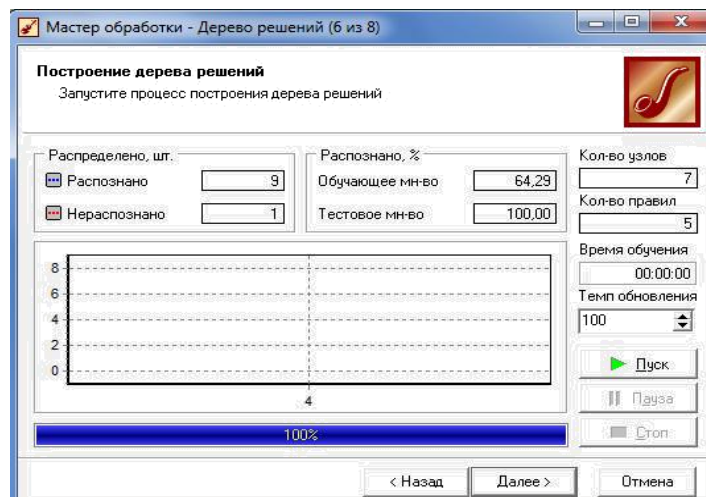 Мастер обработки - Дерево решений (6 из 8)
Построение дерева решений
Запустите процесс построения дерева решений
Распределено, шт.
Распознано 9
Нераспознано 1
Распознано, %
Обучающее мн-во 64,29
Тестовое мн-во 100,00
Кол-во узлов
7
Кол-во правил
5
Время обучения
00:00:00
Темп обновления
100
8
6
4
2
0
4
Пуск
Пауза
Стоп
100%
< Назад
Далее >
Отмена